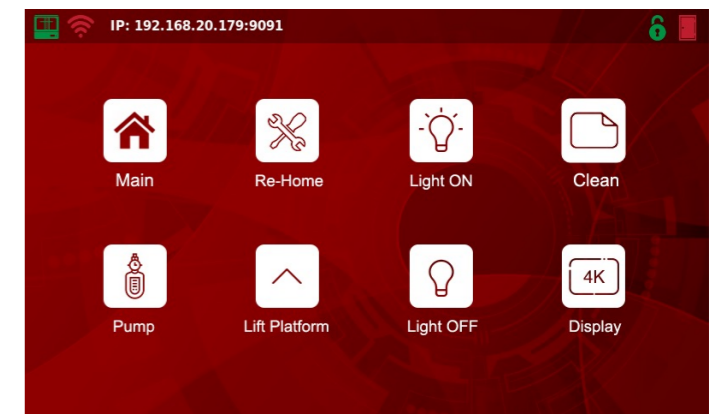 IP: 192.168.20.179:9091
Main
Re-Home
Light ON
Clean
4K
Pump
Lift Platform
Light OFF
Display